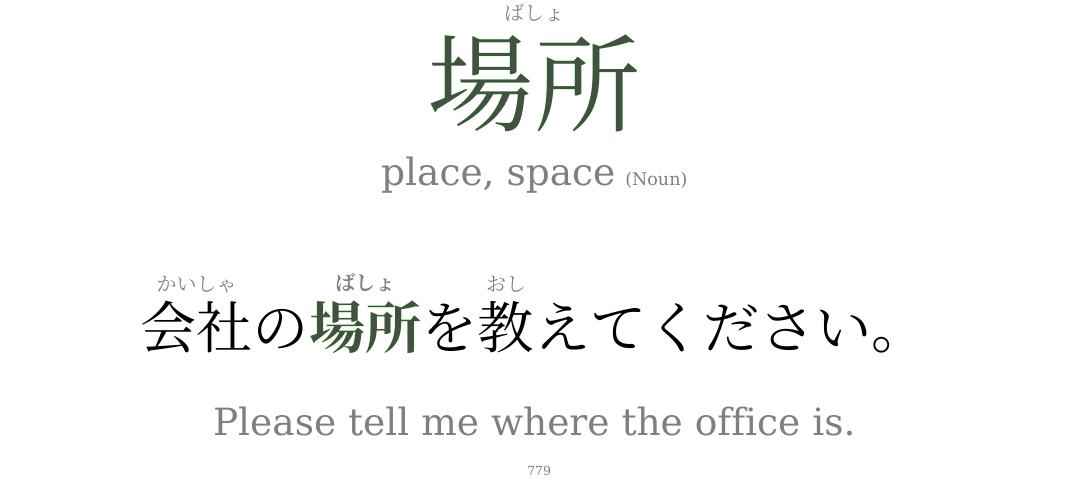 ばしょ
場所
place, space (Noun)
かいしゃ ばしょ おし
会社の場所を教えてください。
Please tell me where the office is.
779